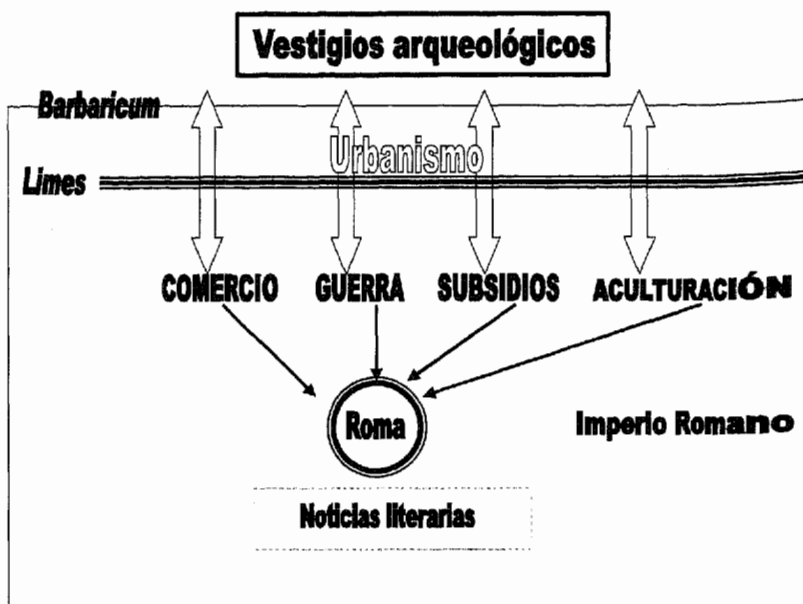 Vestigios arqueológicos
Barbaricum
Urbanismo
Limes
COMERCIO GUERRA SUBSIDIOS ACULTURACIÓN
Roma
Imperio Romano
Noticias literarias